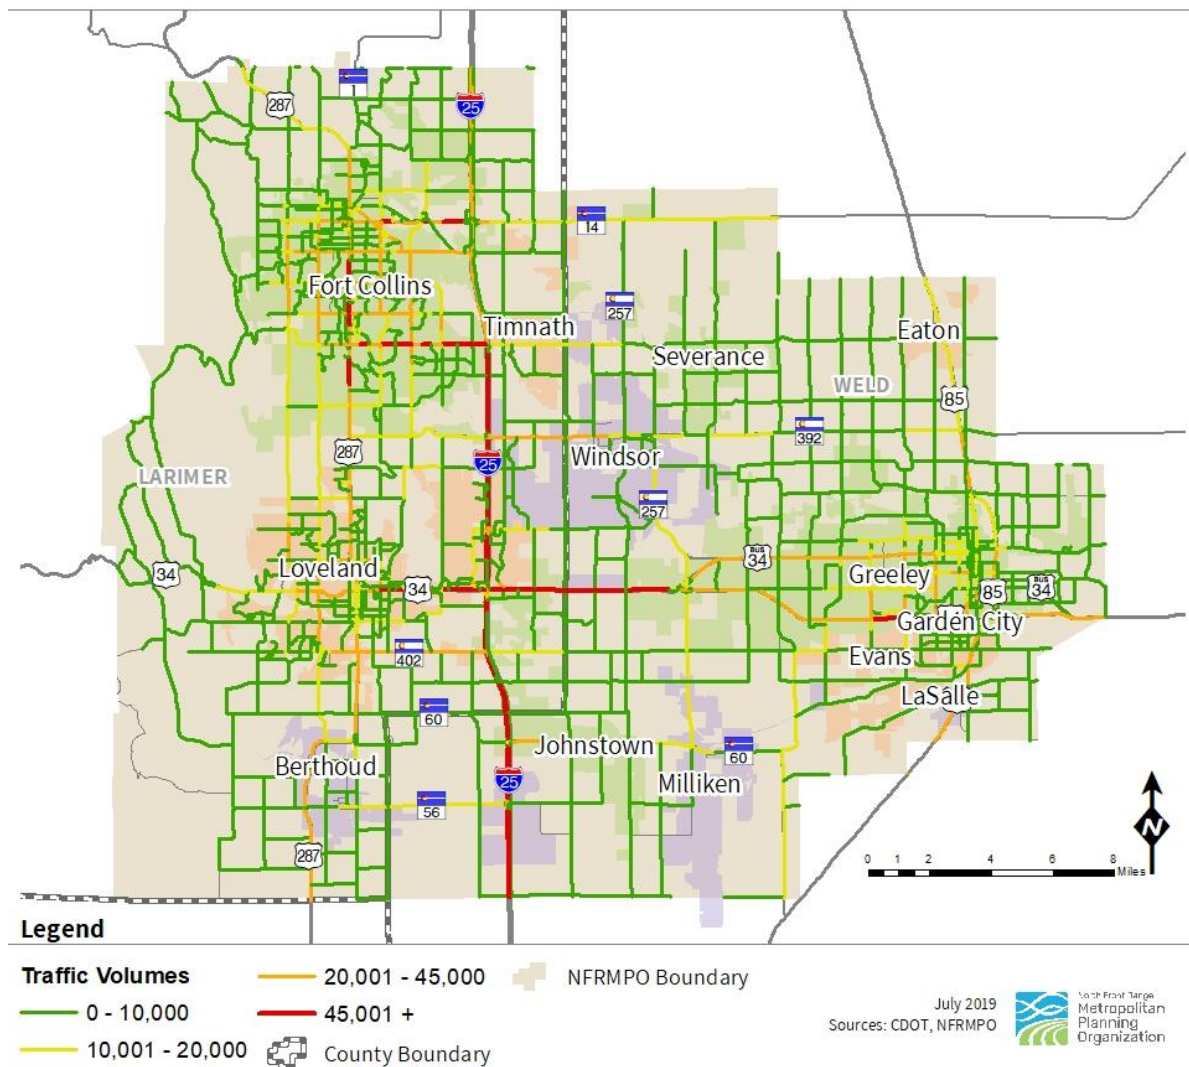 1
287
25
14
Fort Collins
257
Timnath
Eaton
Severance
WELD
85
392
287
25
Windsor
LARIMER
257
BUS
34
Loveland
34
34
Greeley
85
BUS
34
Garden City
402
Evans
LaSalle
60
Johnstown
60
Berthoud
25
Milliken
56
N
287
0 1 2 4 6 8
Miles
Legend
Traffic Volumes
0 - 10,000
10,001 - 20,000
20,001 - 45,000
45,001 +
County Boundary
NFRMPO Boundary
July 2019
Sources: CDOT, NFRMPO
North Front Range
Metropolitan
Planning
Organization